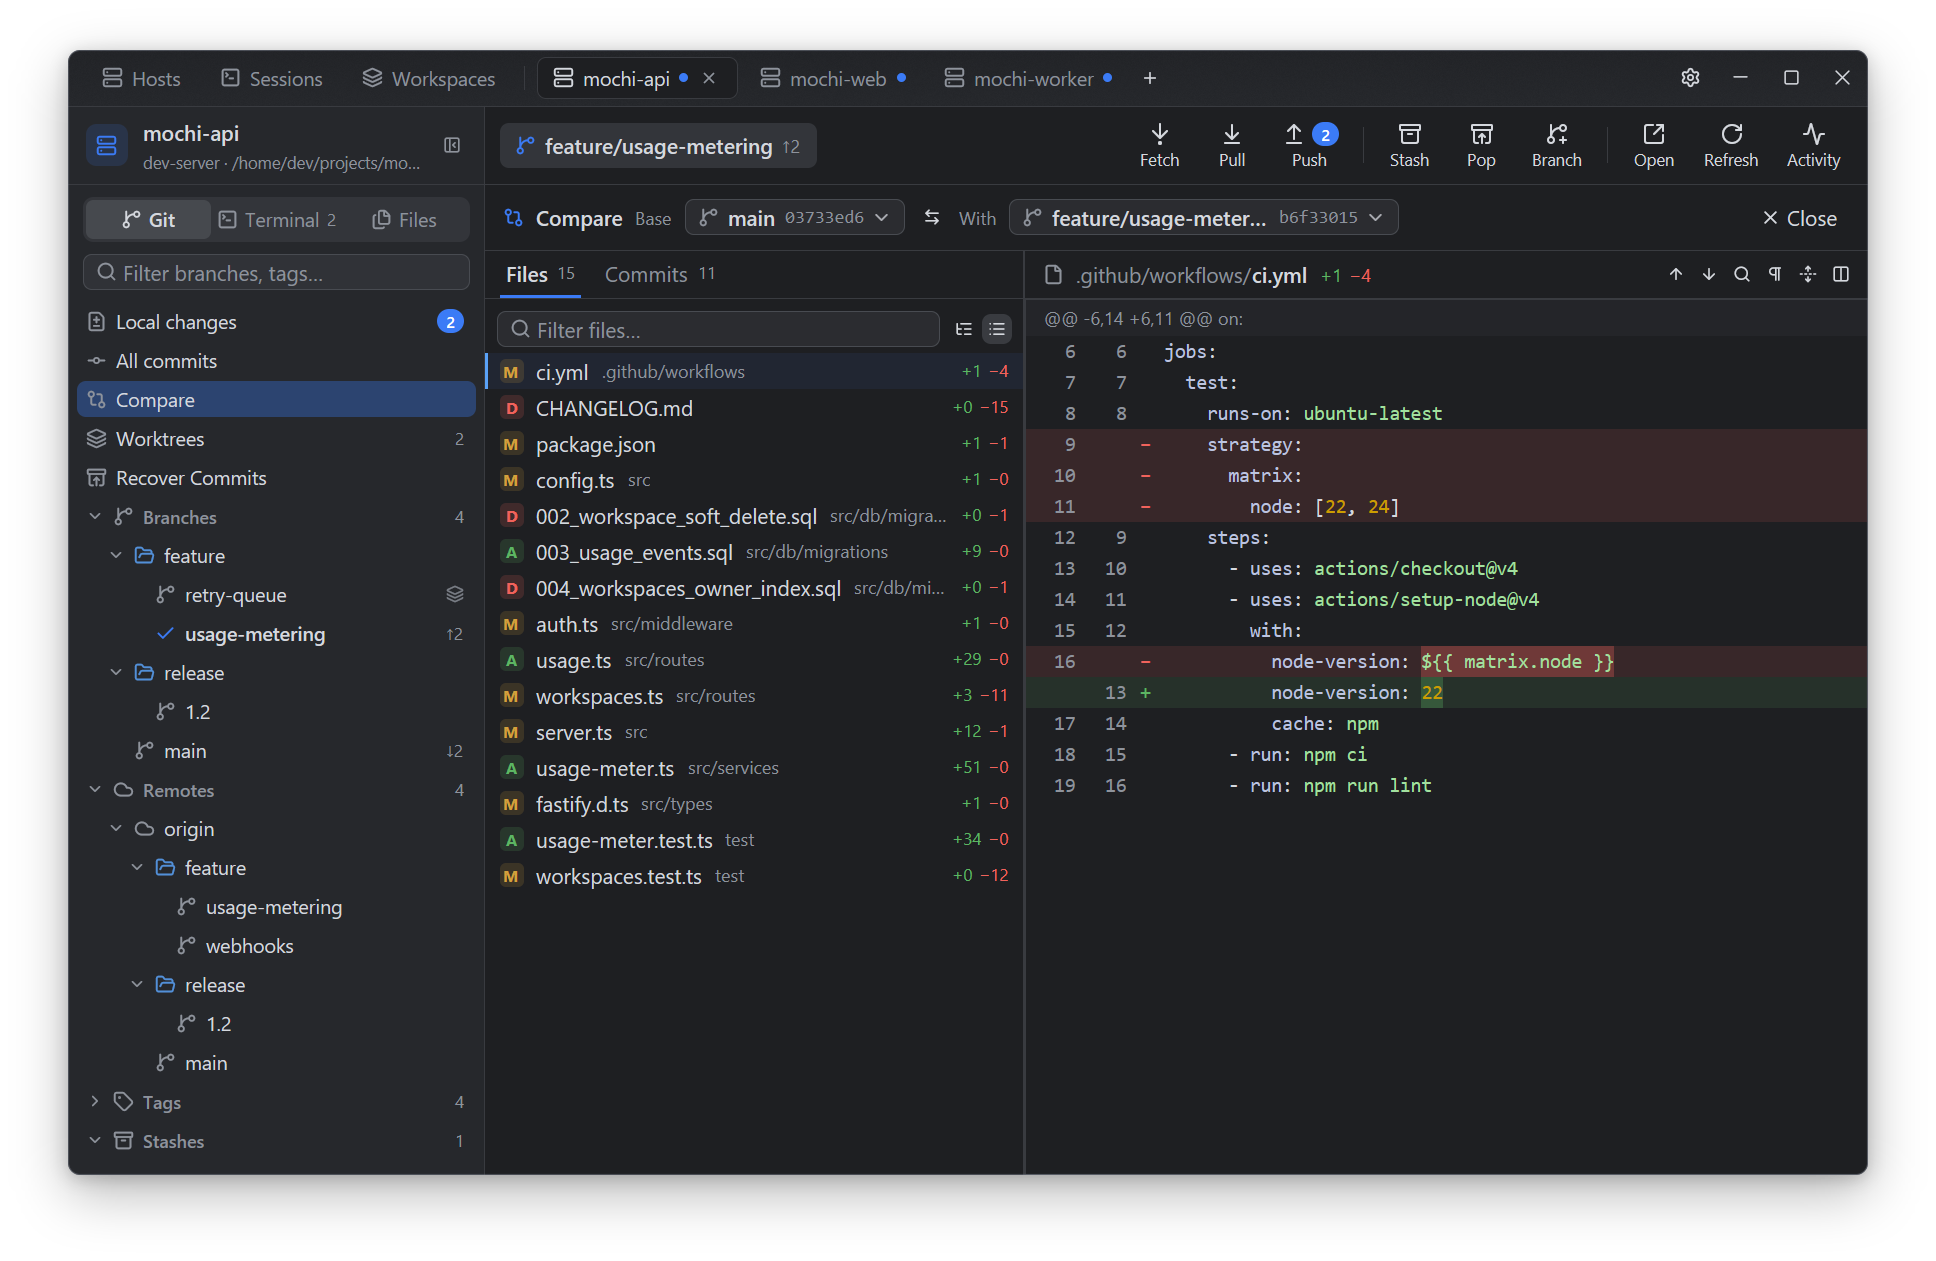 Hosts Sessions Workspaces mochi-api mochi-web mochi-worker
mochi-api
dev-server · /home/dev/projects/mo...
feature/usage-metering ↑2
Fetch Pull Push 2 Stash Pop Branch Open Refresh Activity
Git Terminal 2 Files
Compare Base main 03733ed6 With feature/usage-meter... b6f33015 Close
Filter branches, tags...
Local changes 2
All commits
Compare
Worktrees 2
Recover Commits
Branches 4
feature
retry-queue
usage-metering ↑2
release
1.2
main ↓2
Remotes 4
origin
feature
usage-metering
webhooks
release
1.2
main
Tags 4
Stashes 1
Files 15 Commits 11
Filter files...
M ci.yml .github/workflows +1 −4
D CHANGELOG.md +0 −15
M package.json +1 −1
M config.ts src +1 −0
D 002_workspace_soft_delete.sql src/db/migra... +0 −1
A 003_usage_events.sql src/db/migrations +9 −0
D 004_workspaces_owner_index.sql src/db/mi... +0 −1
M auth.ts src/middleware +1 −0
A usage.ts src/routes +29 −0
M workspaces.ts src/routes +3 −11
M server.ts src +12 −1
A usage-meter.ts src/services +51 −0
M fastify.d.ts src/types +1 −0
A usage-meter.test.ts test +34 −0
M workspaces.test.ts test +0 −12
.github/workflows/ci.yml +1 −4
@@ -6,14 +6,11 @@ on:
6 6 jobs:
7 7 test:
8 8 runs-on: ubuntu-latest
9 − strategy:
10 − matrix:
11 − node: [22, 24]
12 9 steps:
13 10 - uses: actions/checkout@v4
14 11 - uses: actions/setup-node@v4
15 12 with:
16 − node-version: ${{ matrix.node }}
13 + node-version: 22
17 14 cache: npm
18 15 - run: npm ci
19 16 - run: npm run lint